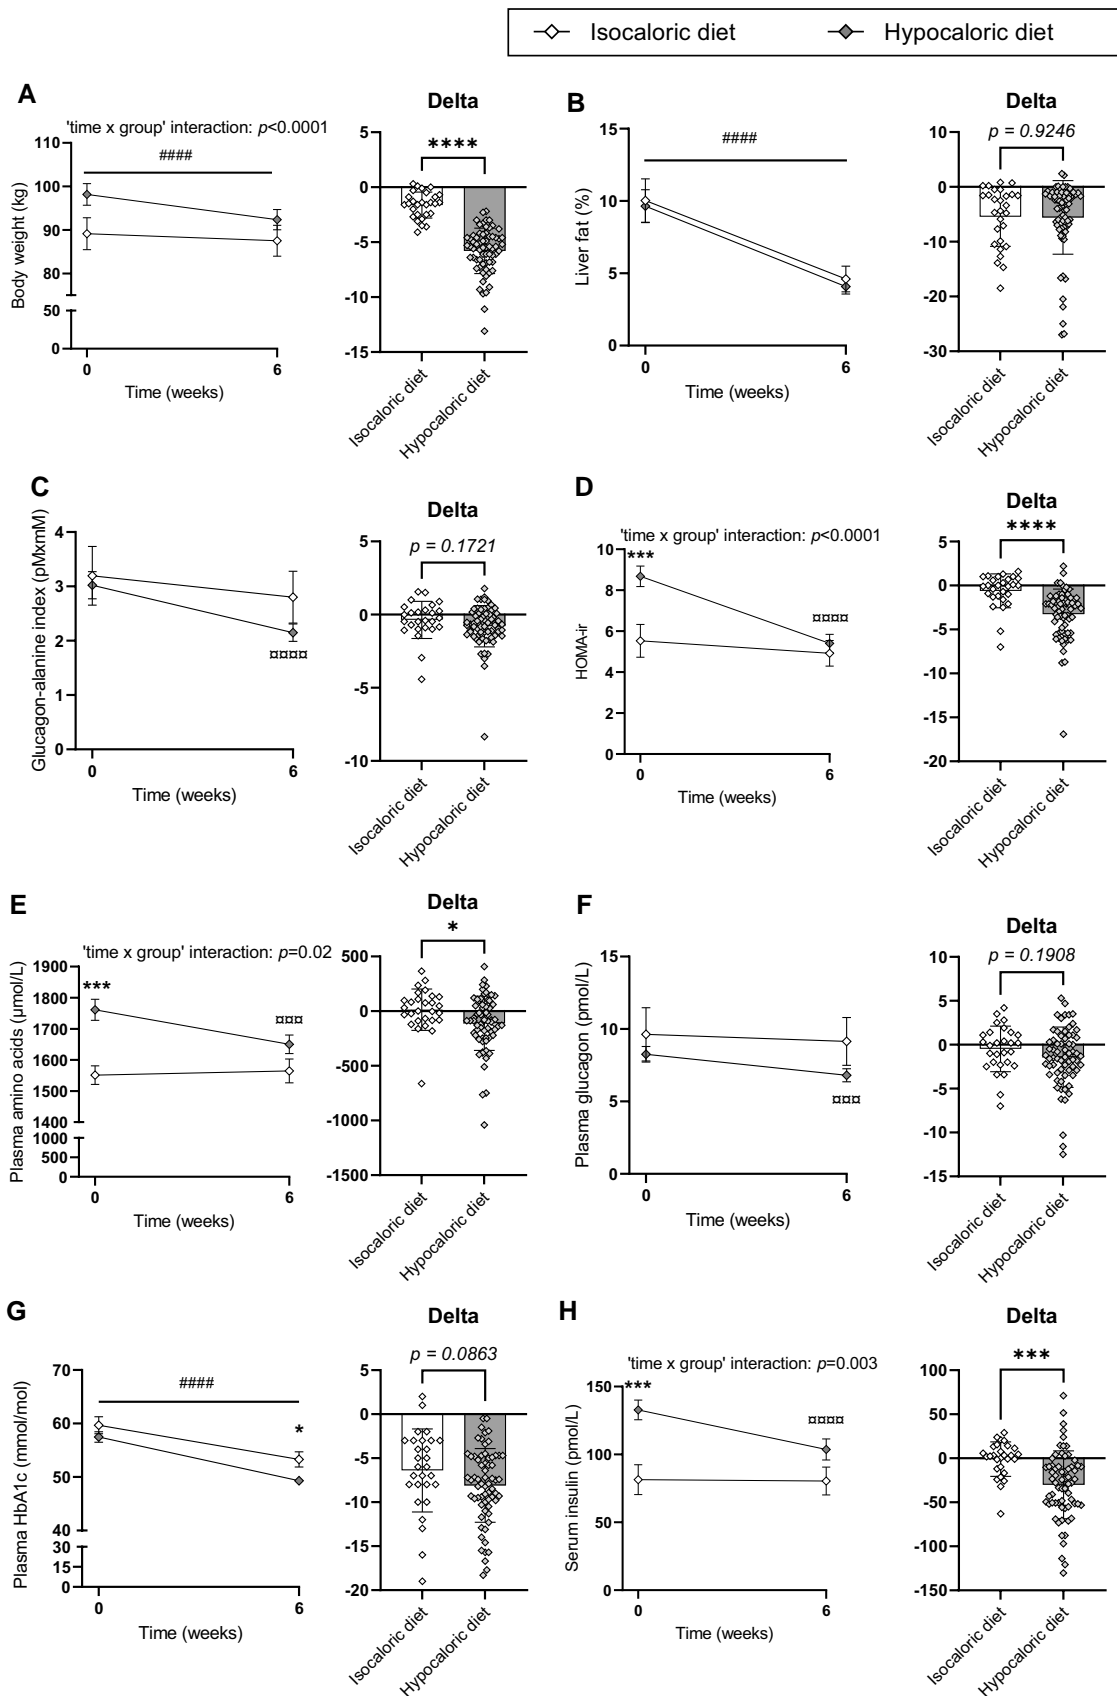 Isocaloric diet
Hypocaloric diet
A
Delta
'time x group' interaction: p<0.0001
####
****
Body weight (kg)
110
100
90
80
50
0
0
6
Time (weeks)
5
0
-5
-10
-15
Isocaloric diet
Hypocaloric diet
B
Delta
p = 0.9246
####
Liver fat (%)
15
10
5
0
0
6
Time (weeks)
10
0
-10
-20
-30
Isocaloric diet
Hypocaloric diet
C
Delta
p = 0.1721
Glucagon-alanine index (pMxmM)
4
3
2
1
0
¤¤¤¤
0
6
Time (weeks)
5
0
-5
-10
Isocaloric diet
Hypocaloric diet
D
Delta
'time x group' interaction: p<0.0001
****
***
¤¤¤¤
HOMA-ir
10
8
6
4
2
0
0
6
Time (weeks)
5
0
-5
-10
-15
-20
Isocaloric diet
Hypocaloric diet
E
Delta
'time x group' interaction: p=0.02
*
***
¤¤¤
Plasma amino acids (µmol/L)
1900
1800
1700
1600
1500
1400
1000
500
0
0
6
Time (weeks)
500
0
-500
-1000
-1500
Isocaloric diet
Hypocaloric diet
F
Delta
p = 0.1908
Plasma glucagon (pmol/L)
15
10
5
0
¤¤¤
0
6
Time (weeks)
10
5
0
-5
-10
-15
Isocaloric diet
Hypocaloric diet
G
Delta
p = 0.0863
####
*
Plasma HbA1c (mmol/mol)
70
60
50
40
30
15
0
0
6
Time (weeks)
5
0
-5
-10
-15
-20
Isocaloric diet
Hypocaloric diet
H
Delta
'time x group' interaction: p=0.003
***
***
¤¤¤¤
Serum insulin (pmol/L)
150
100
50
0
0
6
Time (weeks)
100
50
0
-50
-100
-150
Isocaloric diet
Hypocaloric diet